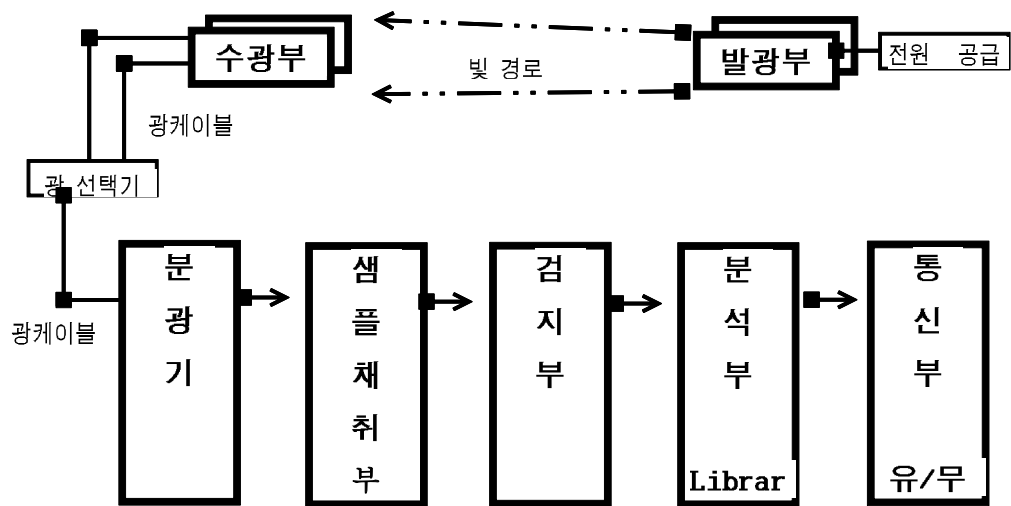 수광부
발광부
전원 공급
빛 경로
광케이블
광 선택기
광케이블
분광기
샘플채취부
검지부
분석부
Librar
통신부
유/무